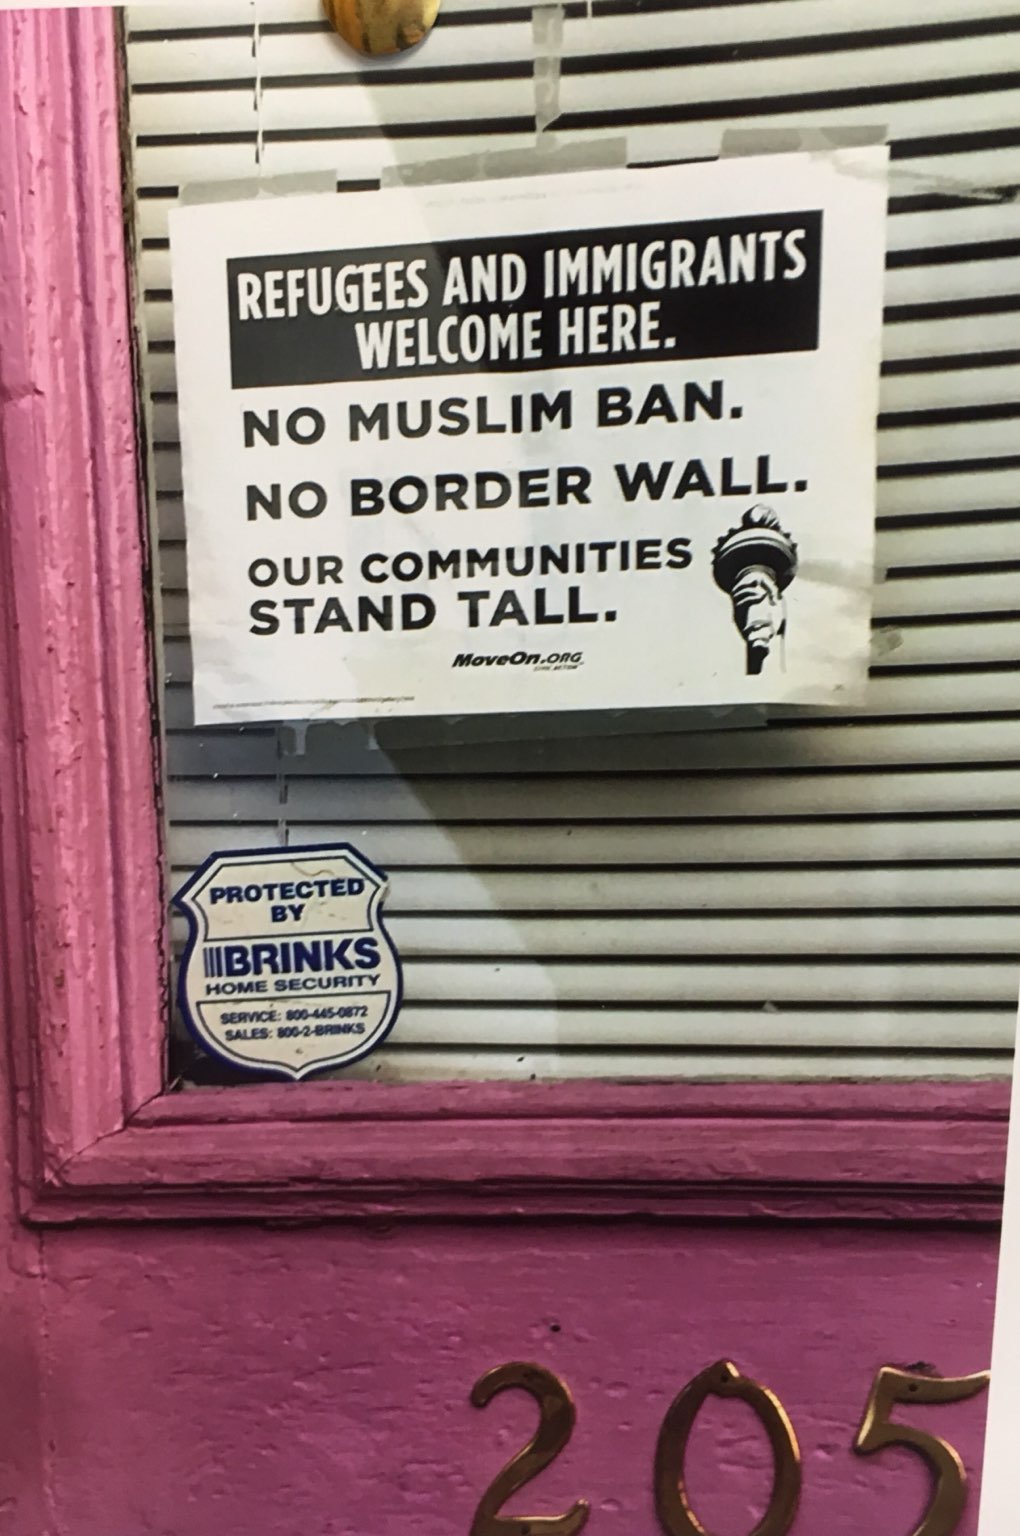 REFUGEES AND IMMIGRANTS
WELCOME HERE.
NO MUSLIM BAN.
NO BORDER WALL.
OUR COMMUNITIES
STAND TALL.
MoveOn.ORG
PROTECTED
BY
BRINKS
HOME SECURITY
SERVICE: 800-445-0872
SALES: 800-2-BRINKS
205